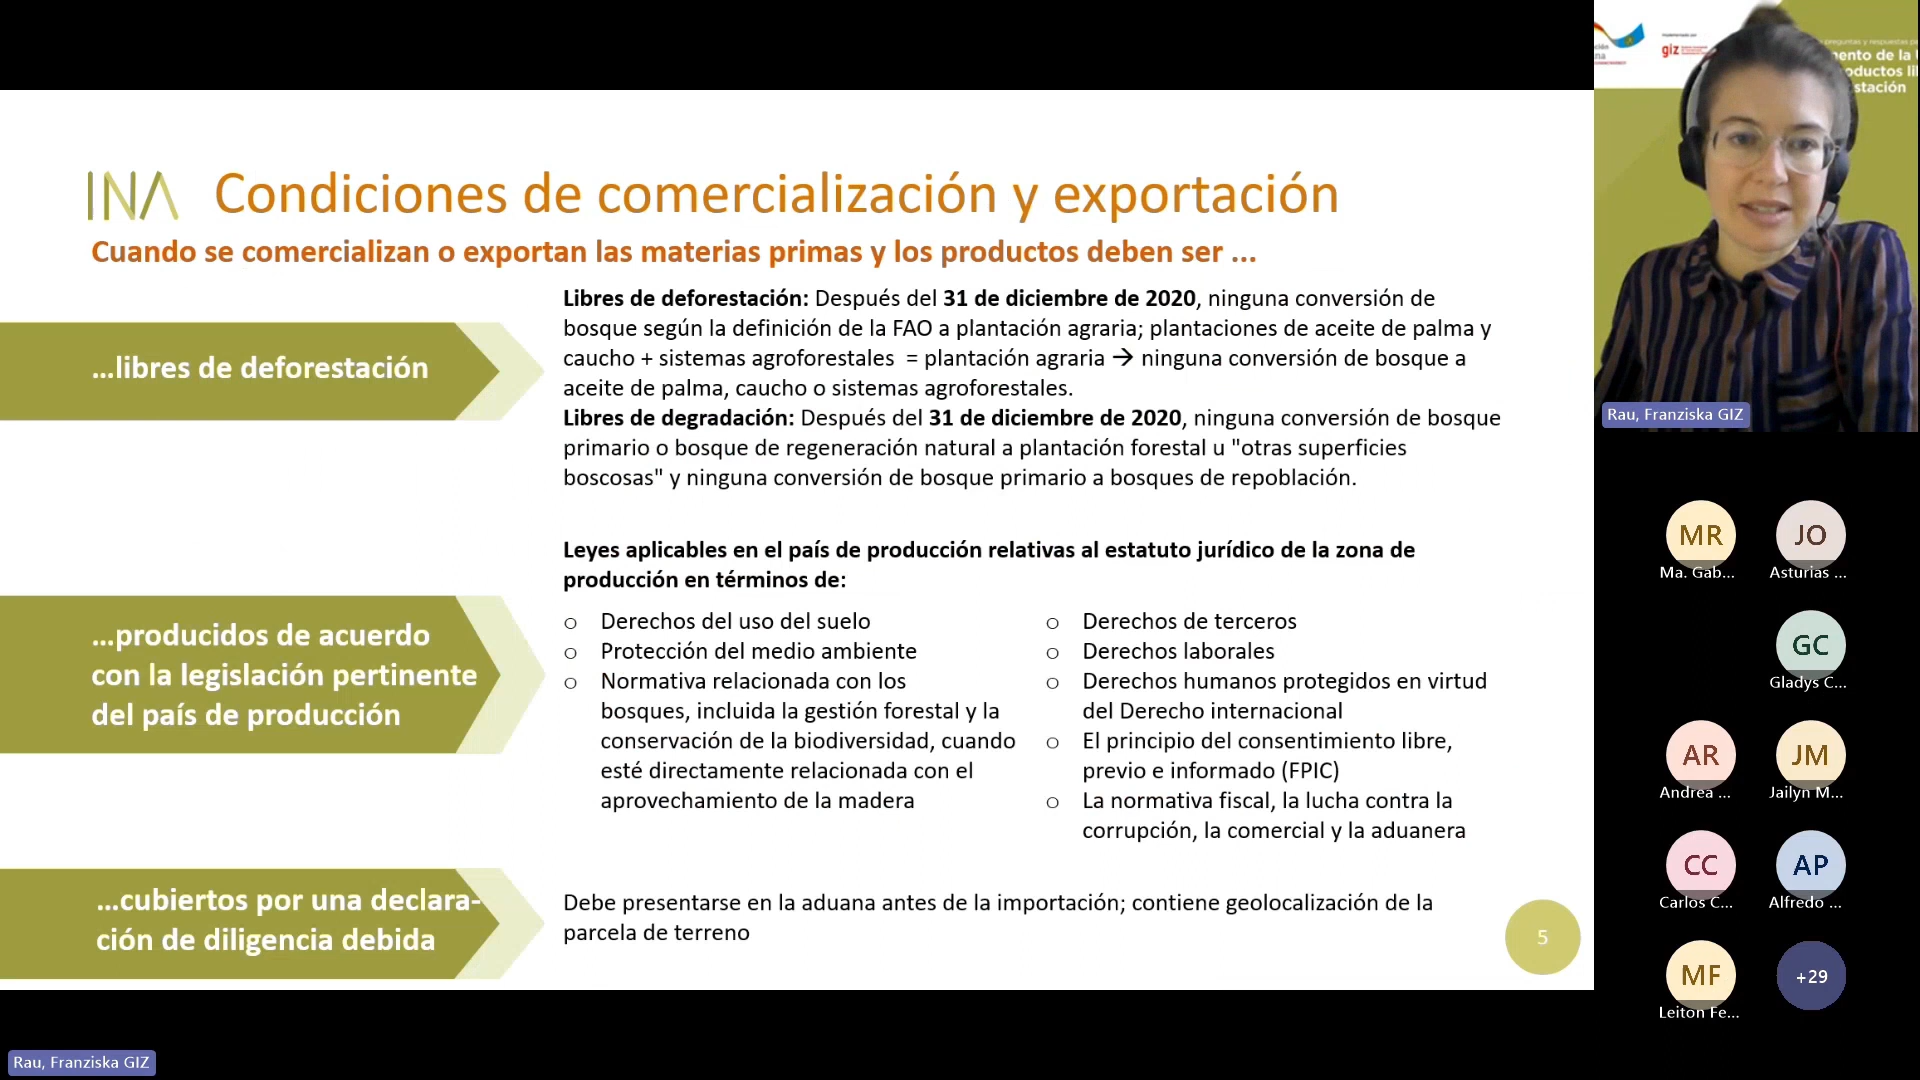 INA Condiciones de comercialización y exportación
Cuando se comercializan o exportan las materias primas y los productos deben ser ...
...libres de deforestación
Libres de deforestación: Después del 31 de diciembre de 2020, ninguna conversión de
bosque según la definición de la FAO a plantación agraria; plantaciones de aceite de palma y
caucho + sistemas agroforestales = plantación agraria → ninguna conversión de bosque a
aceite de palma, caucho o sistemas agroforestales.
Libres de degradación: Después del 31 de diciembre de 2020, ninguna conversión de bosque
primario o bosque de regeneración natural a plantación forestal u "otras superficies
boscosas" y ninguna conversión de bosque primario a bosques de repoblación.
...producidos de acuerdo
con la legislación pertinente
del país de producción
Leyes aplicables en el país de producción relativas al estatuto jurídico de la zona de
producción en términos de:
o Derechos del uso del suelo
o Protección del medio ambiente
o Normativa relacionada con los
bosques, incluida la gestión forestal y la
conservación de la biodiversidad, cuando
esté directamente relacionada con el
aprovechamiento de la madera
o Derechos de terceros
o Derechos laborales
o Derechos humanos protegidos en virtud
del Derecho internacional
o El principio del consentimiento libre,
previo e informado (FPIC)
o La normativa fiscal, la lucha contra la
corrupción, la comercial y la aduanera
...cubiertos por una declara-
ción de diligencia debida
Debe presentarse en la aduana antes de la importación; contiene geolocalización de la
parcela de terreno
5
Rau, Franziska GIZ
giz
preguntas y respuestas
mento de la
oductos li
stación
Rau, Franziska GIZ
MR
Ma. Gab...
JO
Asturias ...
GC
Gladys C...
AR
Andrea ...
JM
Jailyn M...
CC
Carlos C...
AP
Alfredo ...
MF
Leiton Fe...
+29